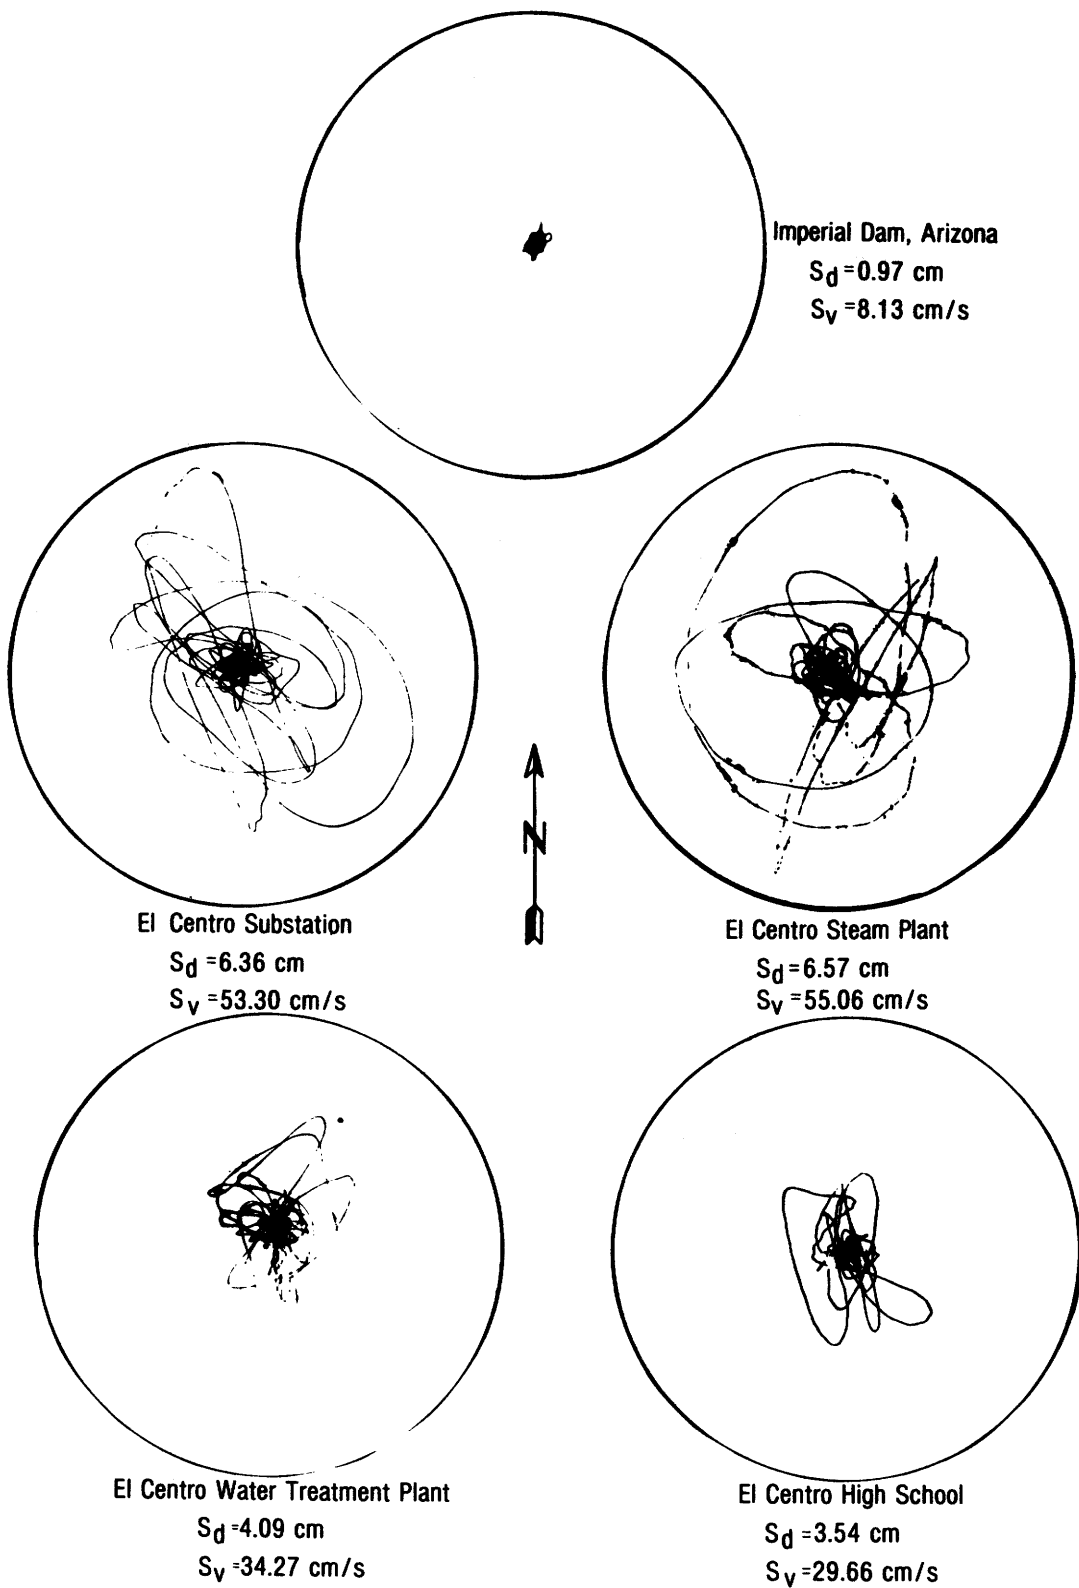 Imperial Dam, Arizona
Sd =0.97 cm
Sv =8.13 cm/s
El Centro Substation
Sd =6.36 cm
Sv =53.30 cm/s
N
El Centro Steam Plant
Sd =6.57 cm
Sv =55.06 cm/s
El Centro Water Treatment Plant
Sd =4.09 cm
Sv =34.27 cm/s
El Centro High School
Sd =3.54 cm
Sv =29.66 cm/s